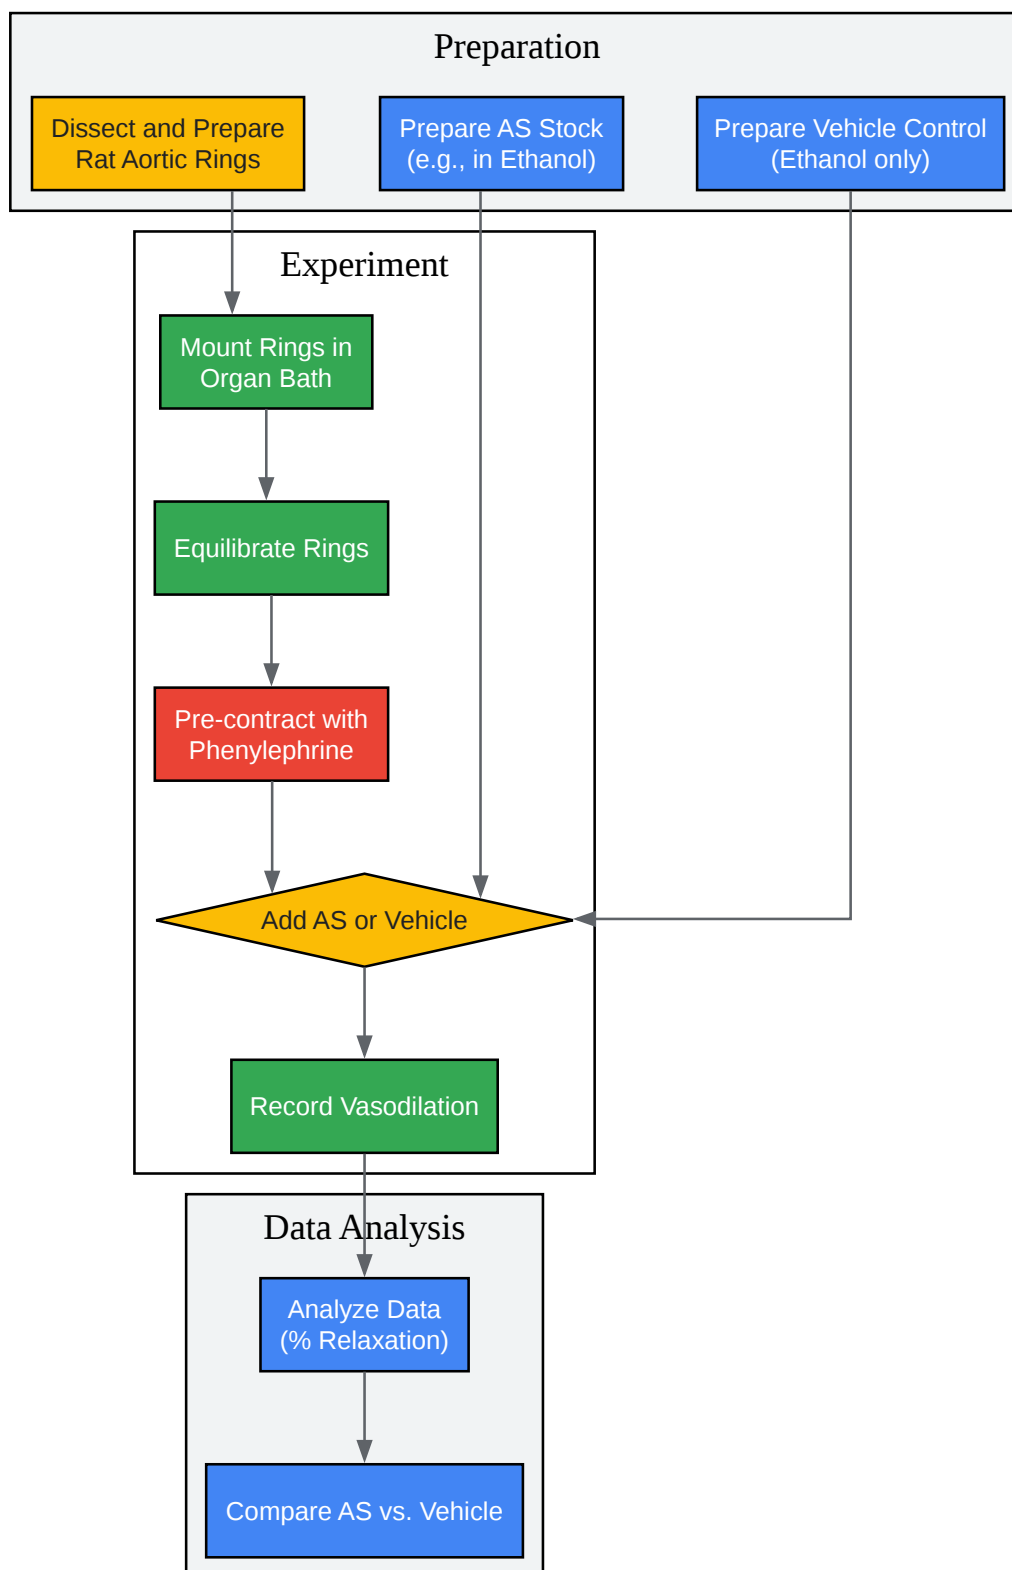 Preparation
Dissect and Prepare
Rat Aortic Rings
Prepare AS Stock
(e.g., in Ethanol)
Prepare Vehicle Control
(Ethanol only)
Experiment
Mount Rings in
Organ Bath
Equilibrate Rings
Pre-contract with
Phenylephrine
Add AS or Vehicle
Record Vasodilation
Data Analysis
Analyze Data
(% Relaxation)
Compare AS vs. Vehicle